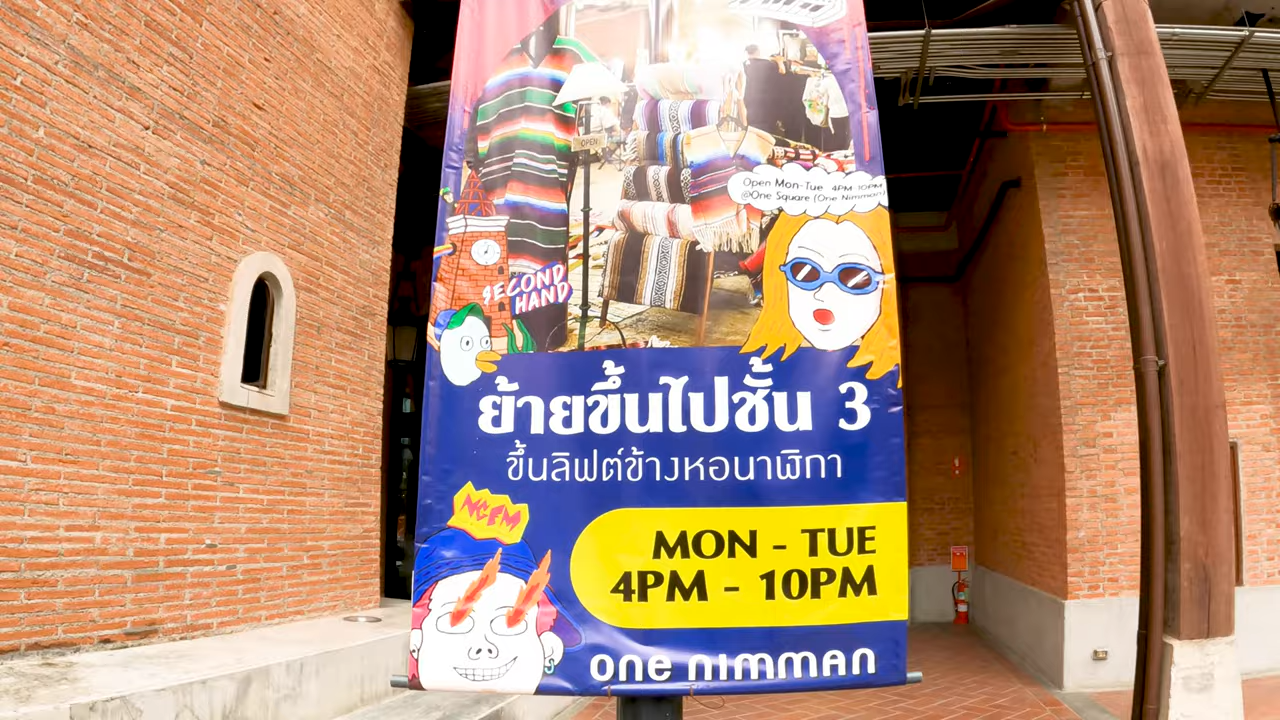 OPEN
Open Mon-Tue 4PM-10PM
@One Square (One Nimman)
SECOND
HAND
ย้ายขึ้นไปชั้น 3
ขึ้นลิฟต์ข้างหอนาฬิกา
NGFM
MON - TUE
4PM - 10PM
one nimman